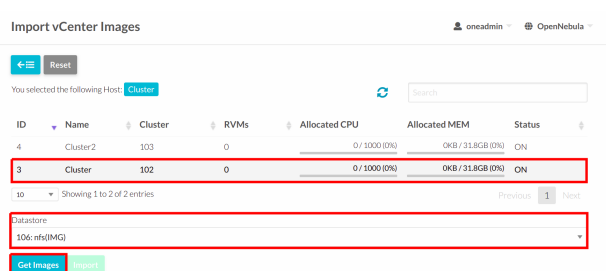 Import vCenter Images
oneadmin
OpenNebula
Reset
You selected the following Host: Cluster
Search
ID Name Cluster RVMs Allocated CPU Allocated MEM Status
4 Cluster2 103 0 0 / 1000 (0%) 0KB / 31.8GB (0%) ON
3 Cluster 102 0 0 / 1000 (0%) 0KB / 31.8GB (0%) ON
10 Showing 1 to 2 of 2 entries Previous 1 Next
Datastore
106: nfs(IMG)
Get Images Import